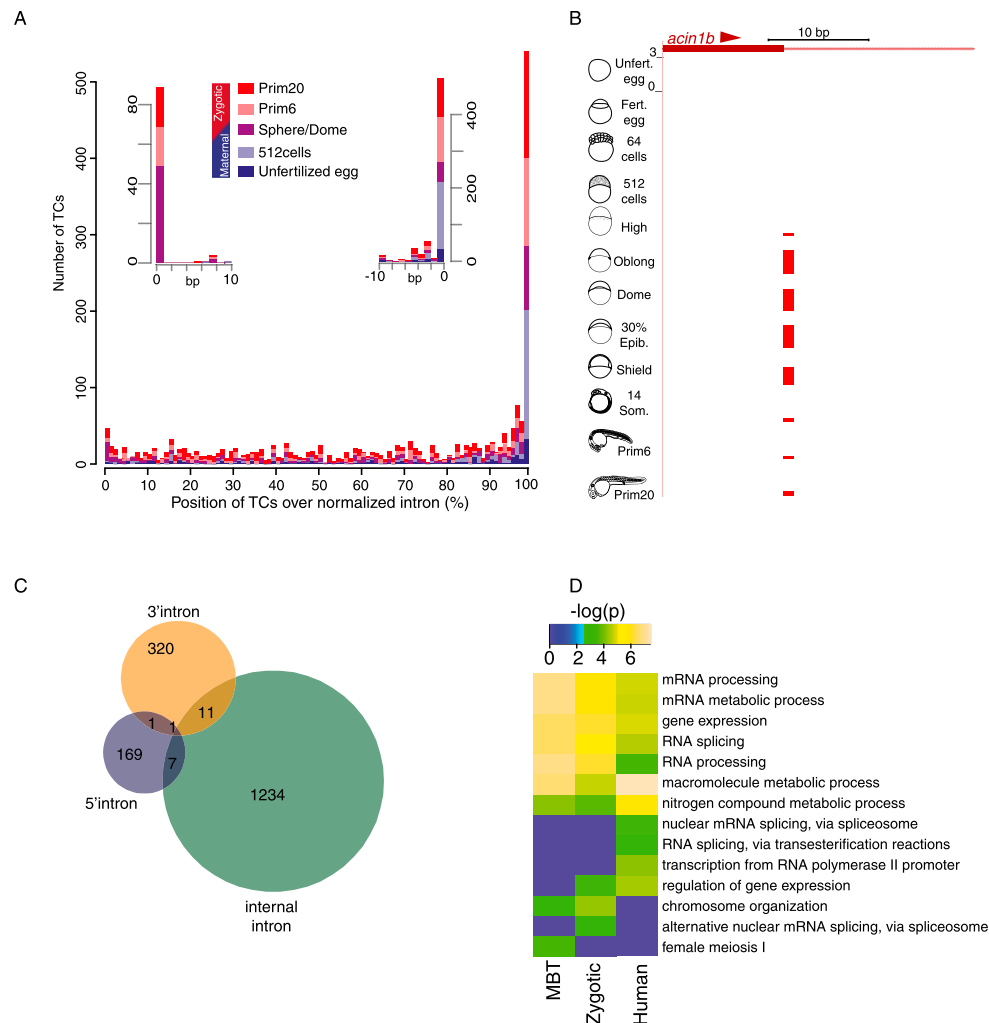 A
Number of TCs
500
400
300
200
100
0
0 10 20 30 40 50 60 70 80 90 100
Position of TCs over normalized intron (%)
80
40
0
0 bp 10
Zygotic
Maternal
Prim20
Prim6
Sphere/Dome
512cells
Unfertilized egg
400
200
0
-10 bp 0
B
acin1b
10 bp
3
0
Unfert.
egg
Fert.
egg
64
cells
512
cells
High
Oblong
Dome
30%
Epib.
Shield
14
Som.
Prim6
Prim20
C
3'intron
320
11
1 1
169
7
5'intron
1234
internal
intron
D
-log(p)
0 2 4 6
mRNA processing
mRNA metabolic process
gene expression
RNA splicing
RNA processing
macromolecule metabolic process
nitrogen compound metabolic process
nuclear mRNA splicing, via spliceosome
RNA splicing, via transesterification reactions
transcription from RNA polymerase II promoter
regulation of gene expression
chromosome organization
alternative nuclear mRNA splicing, via spliceosome
female meiosis I
MBT
Zygotic
Human